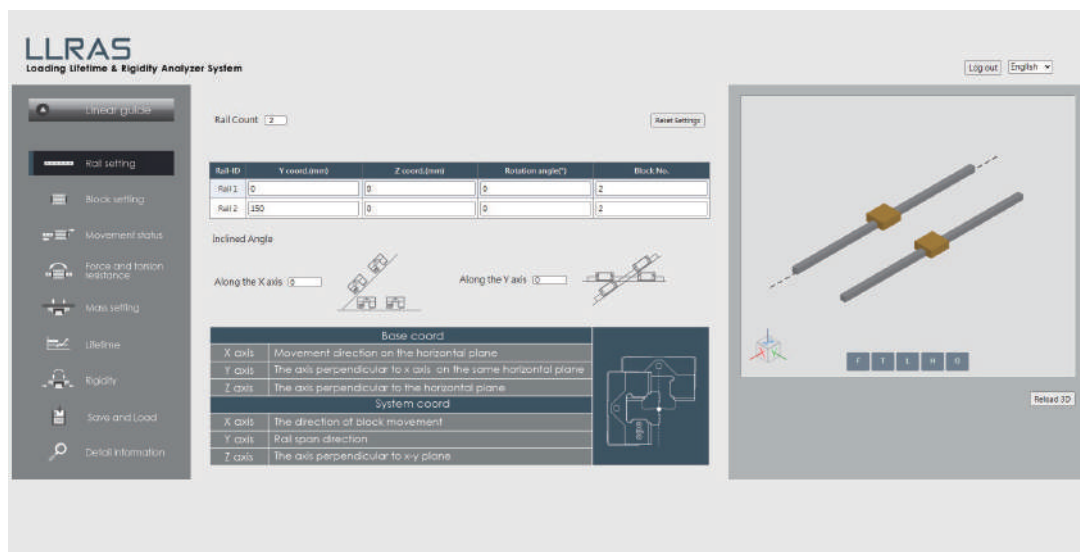 LLRAS
Loading Lifetime & Rigidity Analyzer System
Log out English
Linear guide
Rail setting
Block setting
Movement status
Force and torsion
resistance
Mass setting
Lifetime
Rigidity
Save and Load
Detail information
Rail Count 2
Reset Settings
Rail-ID Y coord.(mm) Z coord.(mm) Rotation angle(°) Block No.
Rail 1 0 0 0 2
Rail 2 150 0 0 2
Inclined Angle
Along the X axis 0
Along the Y axis 0
Base coord
X axis Movement direction on the horizontal plane
Y axis The axis perpendicular to x axis on the same horizontal plane
Z axis The axis perpendicular to the horizontal plane
System coord
X axis The direction of block movement
Y axis Rail span direction
Z axis The axis perpendicular to x-y plane
Reload 3D